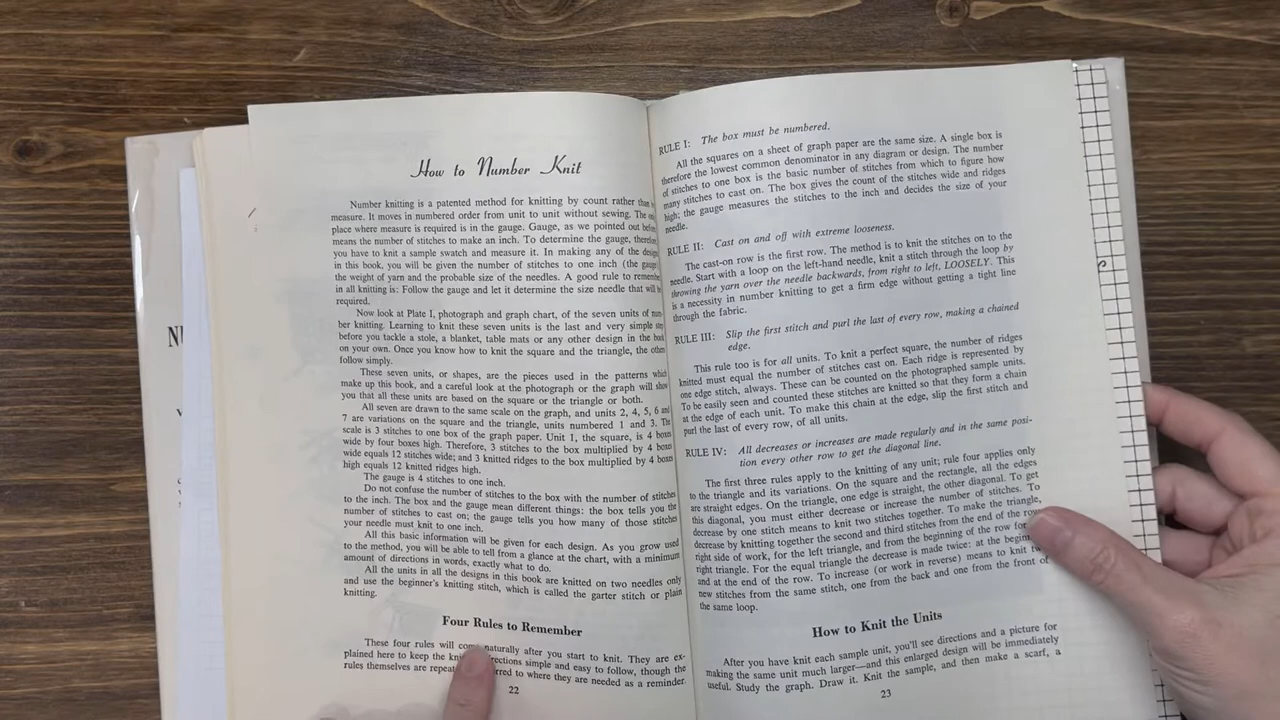 How to Number Knit
Number knitting is a patented method for knitting by count rather than
measure. It moves in numbered order from unit to unit without sewing. The
place where measure is required is in the gauge. Gauge, as we pointed out before
means the number of stitches to make an inch. To determine the gauge,
you have to knit a sample swatch and measure it. In making any of the
in this book, you will be given the number of stitches to one inch (the gauge)
the weight of yarn and the probable size of the needles. A good rule to remember
in all knitting is: Follow the gauge and let it determine the size needle that will
required.
Now look at Plate I, photograph and graph chart, of the seven units of num-
ber knitting. Learning to knit these seven units is the last and very simple step
before you tackle a stole, a blanket, table mats or any other design in the book
on your own. Once you know how to knit the square and the triangle, the
follow simply.
These seven units, or shapes, are the pieces used in the patterns which
make up this book, and a careful look at the photograph or the graph will show
you that all these units are based on the square or the triangle or both.
All seven are drawn to the same scale on the graph, and units 2, 4, 5, 6 and
7 are variations on the square and the triangle, units numbered 1 and 3. The
scale is 3 stitches to one box of the graph paper. Unit 1, the square, is 4 boxes
wide by four boxes high. Therefore, 3 stitches to the box multiplied by 4 boxes
wide equals 12 stitches wide; and 3 knitted ridges to the box multiplied by 4 boxes
high equals 12 knitted ridges high.
The gauge is 4 stitches to one inch.
Do not confuse the number of stitches to the box with the number of stitches
to the inch. The box and the gauge mean different things: the box tells you the
number of stitches to cast on; the gauge tells you how many of those stitches
your needle must knit to one inch.
All this basic information will be given for each design. As you grow used
to the method, you will be able to tell from a glance at the chart, with a minimum
amount of directions in words, exactly what to do.
All the units in all the designs in this book are knitted on two needles only
and use the beginner's knitting stitch, which is called the garter stitch or plain
knitting.
Four Rules to Remember
These four rules will come naturally after you start to knit. They are ex-
plained here to keep the directions simple and easy to follow, though the
rules themselves are to where they are needed as a reminder.
22
RULE I: The box must be numbered.
All the squares on a sheet of graph paper are the same size. A single box is
therefore the lowest common denominator in any diagram or design. The number
of stitches to one box is the basic number of stitches from which to figure how
many stitches to cast on. The box gives the count of the stitches wide and ridges
high; the gauge measures the stitches to the inch and decides the size of your
needle.
RULE II: Cast on and off with extreme looseness.
The cast-on row is the first row. The method is to knit the stitches on to the
needle. Start with a loop on the left-hand needle, knit a stitch through the loop by
throwing the yarn over the needle backwards, from right to left, LOOSELY. This
is a necessity in number knitting to get a firm edge without getting a tight line
through the fabric.
RULE III: Slip the first stitch and purl the last of every row, making a chained
edge.
This rule too is for all units. To knit a perfect square, the number of ridges
knitted must equal the number of stitches cast on. Each ridge is represented by
one edge stitch, always. These can be counted on the photographed sample units.
To be easily seen and counted these stitches are knitted so that they form a chain
at the edge of each unit. To make this chain at the edge, slip the first stitch and
purl the last of every row, of all units.
RULE IV: All decreases or increases are made regularly and in the same posi-
tion every other row to get the diagonal line.
The first three rules apply to the knitting of any unit; rule four applies only
to the triangle and its variations. On the square and the rectangle, all the edges
are straight edges. On the triangle, one edge is straight, the other diagonal. To get
this diagonal, you must either decrease or increase the number of stitches. To
decrease by one stitch means to knit two stitches together. To make the triangle,
decrease by knitting together the second and third stitches from the end of the row
right side of work, for the left triangle, and from the beginning of the row for
right triangle. For the equal triangle the decrease is made twice: at the
and at the end of the row. To increase (or work in reverse) means to knit two
new stitches from the same stitch, one from the back and one from the front of
the same loop.
How to Knit the Units
After you have knit each sample unit, you'll see directions and a picture for
making the same unit much larger—and this enlarged design will be immediately
useful. Study the graph. Draw it. Knit the sample, and then make a scarf, a
23